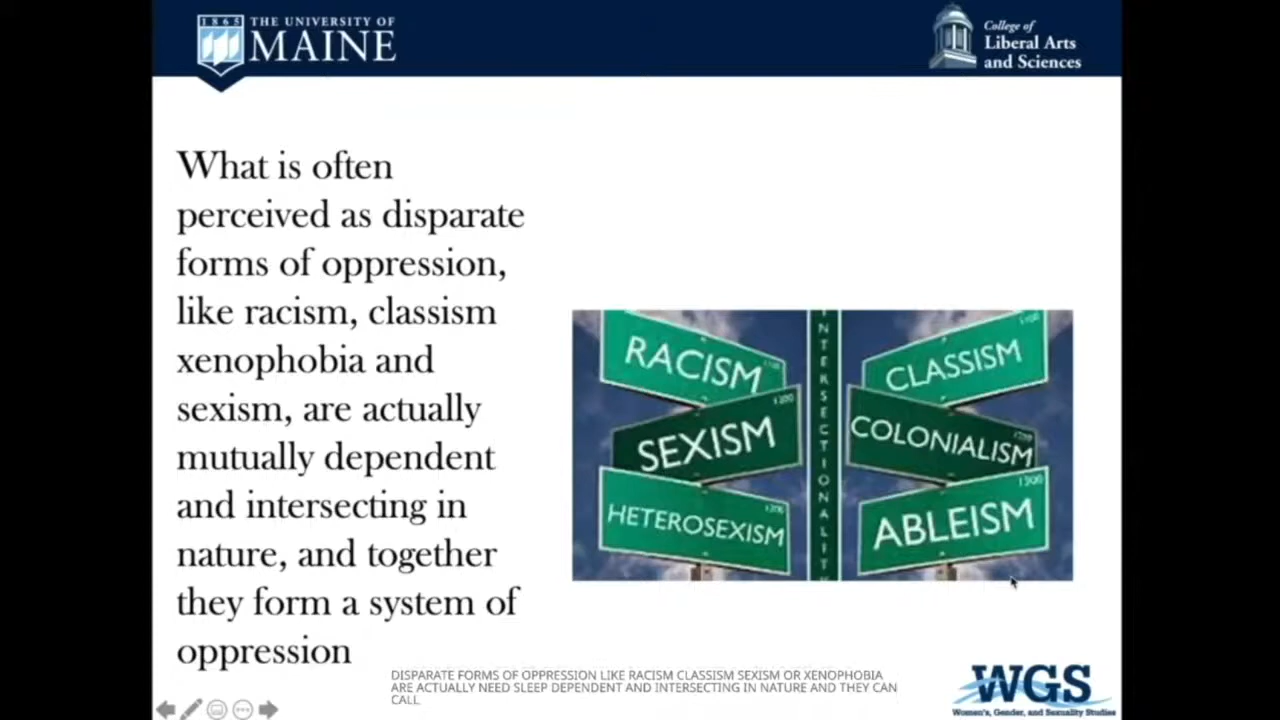 1865 THE UNIVERSITY OF
MAINE
College of
Liberal Arts
and Sciences
What is often
perceived as disparate
forms of oppression,
like racism, classism
xenophobia and
sexism, are actually
mutually dependent
and intersecting in
nature, and together
they form a system of
oppression
RACISM
SEXISM
1200
HETEROSEXISM
NTERSECTIONALIT
CLASSISM
COLONIALISM
ABLEISM
1300
DISPARATE FORMS OF OPPRESSION LIKE RACISM CLASSISM SEXISM OR XENOPHOBIA
ARE ACTUALLY NEED SLEEP DEPENDENT AND INTERSECTING IN NATURE AND THEY CAN
CALL
WGS
Women's, Gender, and Sexuality Studies